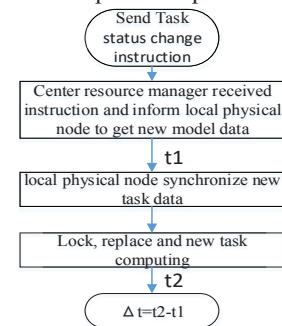 Send Task
status change
instruction
Center resource manager received
instruction and inform local physical
node to get new model data
t1
local physical node synchronize new
task data
Lock, replace and new task
computing
t2
Δt=t2-t1